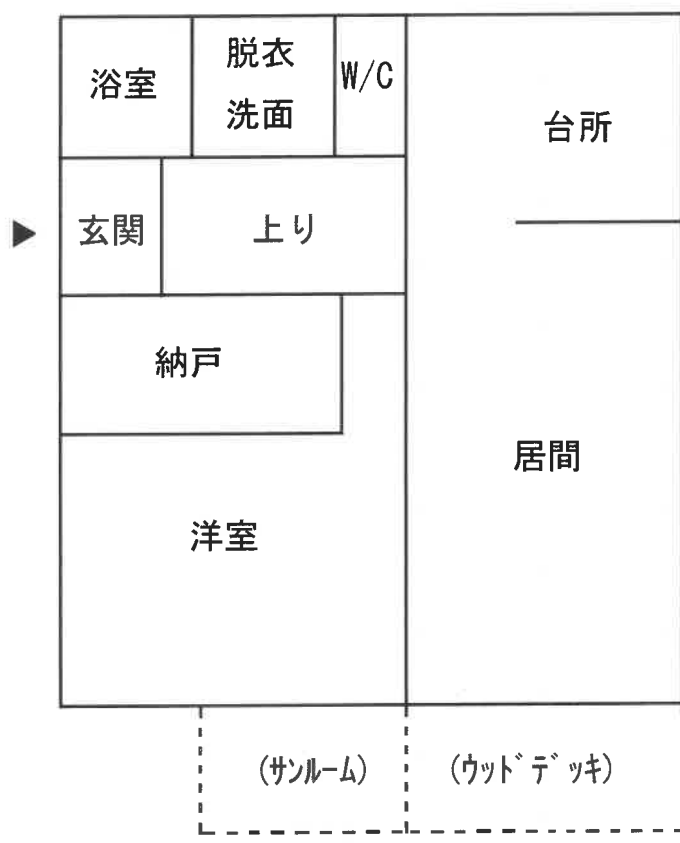 浴室
脱衣
洗面
W/C
台所
玄関
上り
納戸
居間
洋室
(サンルーム)
(ウッドデッキ)